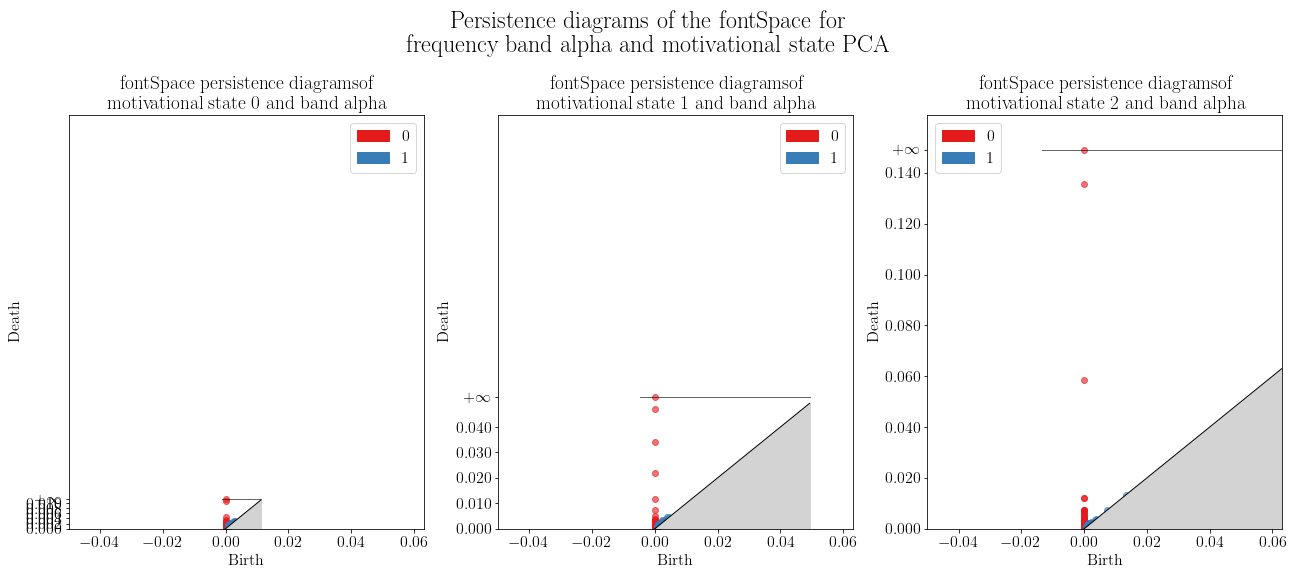 Persistence diagrams of the fontSpace for
frequency band alpha and motivational state PCA
fontSpace persistence diagramsof
motivational state 0 and band alpha
0
1
Death
−0.04
−0.02
0.00
0.02
0.04
0.06
Birth
fontSpace persistence diagramsof
motivational state 1 and band alpha
0
1
+∞
0.040
0.030
0.020
0.010
0.000
Death
−0.04
−0.02
0.00
0.02
0.04
0.06
Birth
fontSpace persistence diagramsof
motivational state 2 and band alpha
0
1
+∞
0.140
0.120
0.100
0.080
0.060
0.040
0.020
0.000
Death
−0.04
−0.02
0.00
0.02
0.04
0.06
Birth